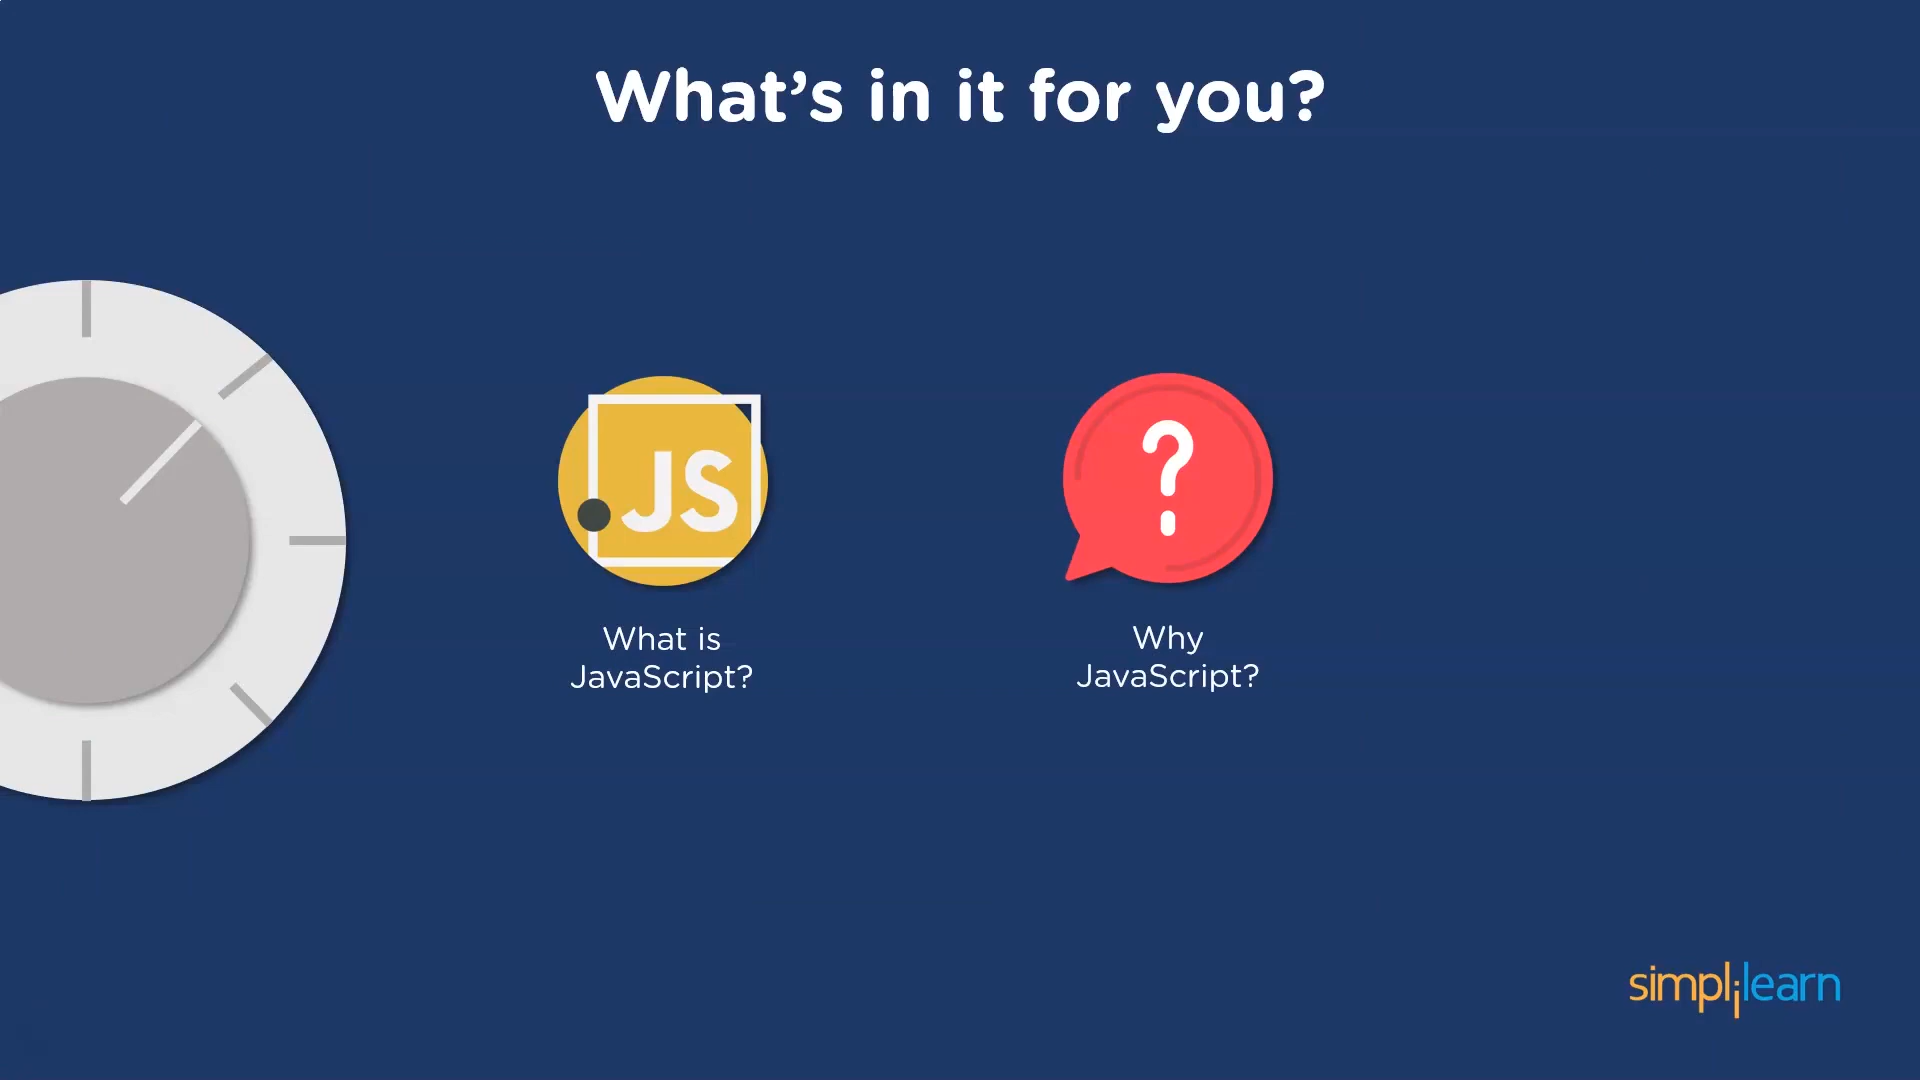 What's in it for you?
JS
?
What is
JavaScript?
Why
JavaScript?
simplilearn